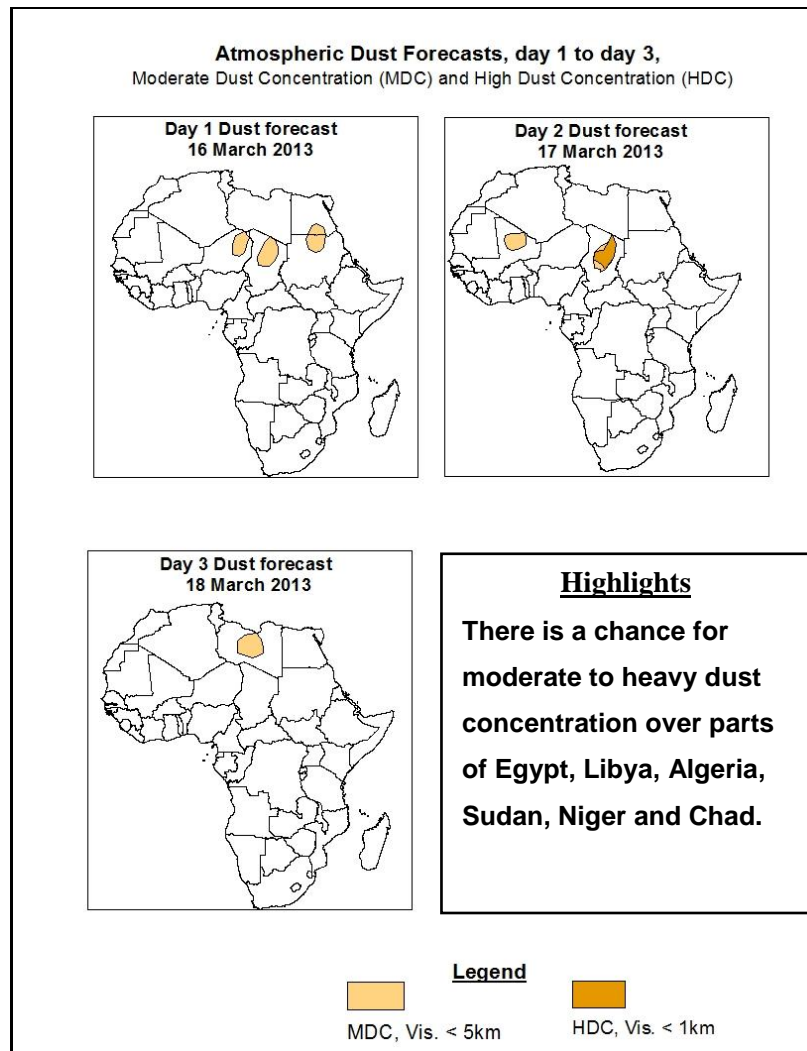 Atmospheric Dust Forecasts, day 1 to day 3,
Moderate Dust Concentration (MDC) and High Dust Concentration (HDC)
Day 1 Dust forecast
16 March 2013
Day 2 Dust forecast
17 March 2013
Day 3 Dust forecast
18 March 2013
Highlights
There is a chance for
moderate to heavy dust
concentration over parts
of Egypt, Libya, Algeria,
Sudan, Niger and Chad.
Legend
MDC, Vis. < 5km
HDC, Vis. < 1km